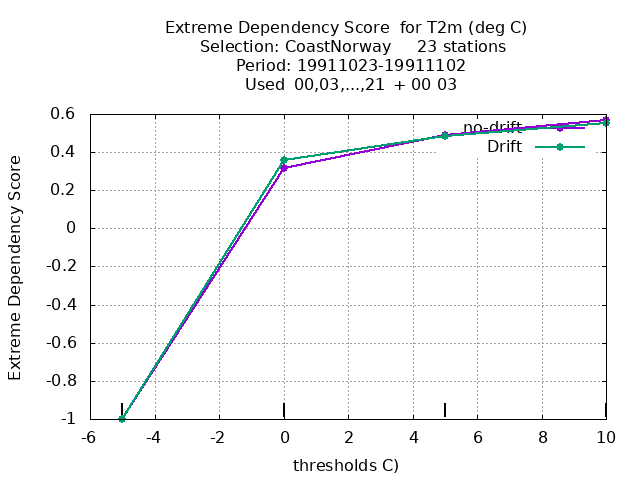 Extreme Dependency Score  for T2m (deg C)
Selection: CoastNorway     23 stations
Period: 19911023-19911102
Used  00,03,...,21  + 00 03
Extreme Dependency Score
0.6
0.4
0.2
0
-0.2
-0.4
-0.6
-0.8
-1
no-drift
Drift
-6
-4
-2
0
2
4
6
8
10
thresholds C)